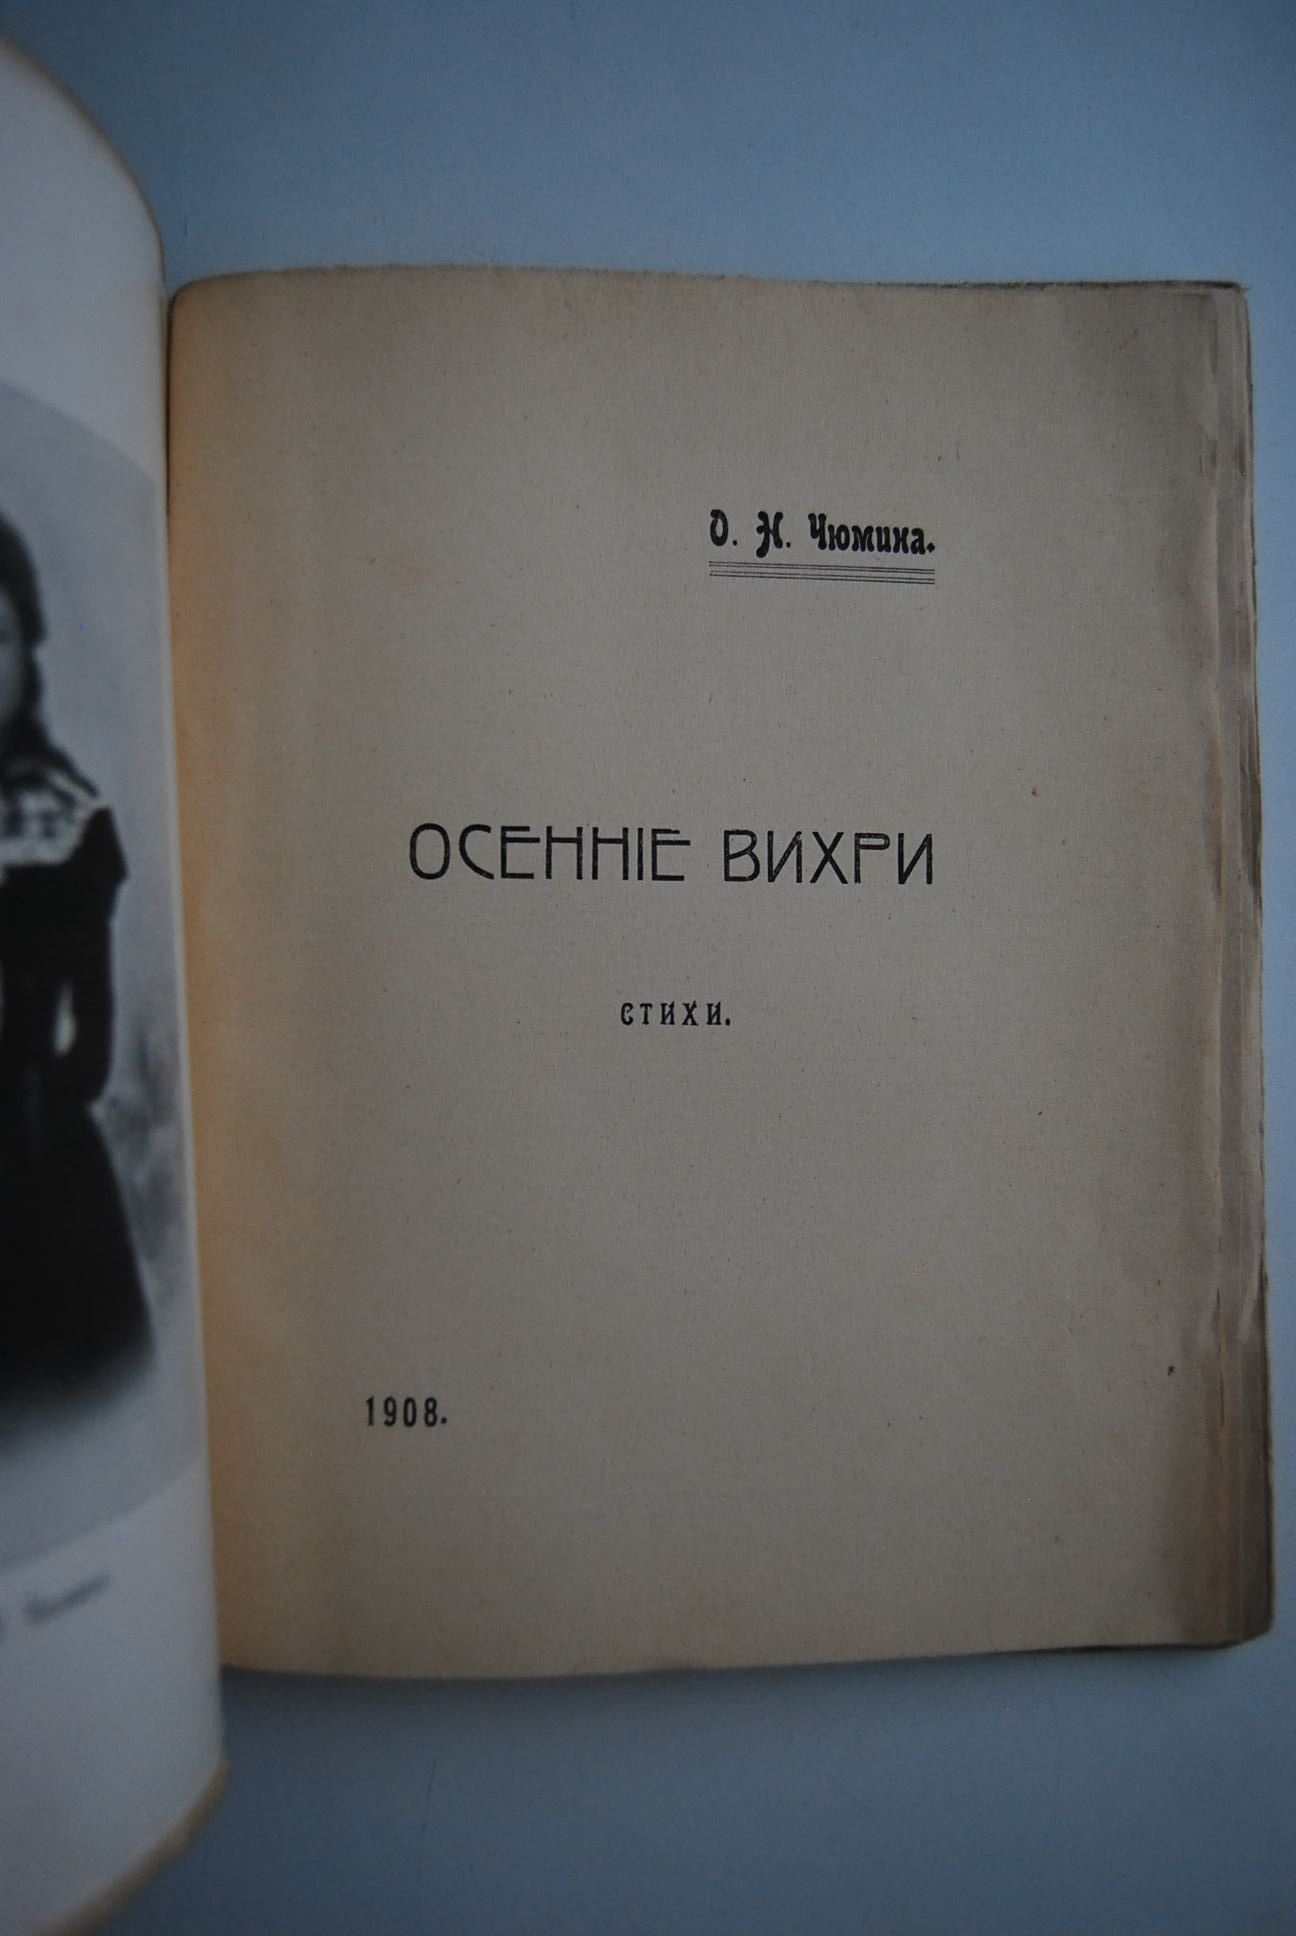 О. Н. Чюмина.
ОСЕННІЕ ВИХРИ
СТИХИ.
1908.